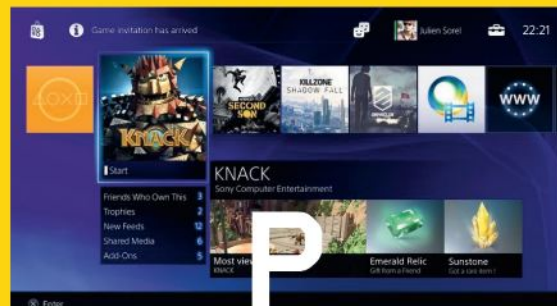 Game invitation has arrived
Julien Sorel
22:21
KNACK
SECOND SON
KILLZONE
SHADOW FALL
DRIVECLUB
WWW
Start
KNACK
Sony Computer Entertainment
Friends Who Own This 3
Trophies 2
New Feeds 12
Shared Media 6
Add-Ons 5
Most view
KNACK
Emerald Relic
Gift from a Friend
Sunstone
Got a rare item !
P
Enter